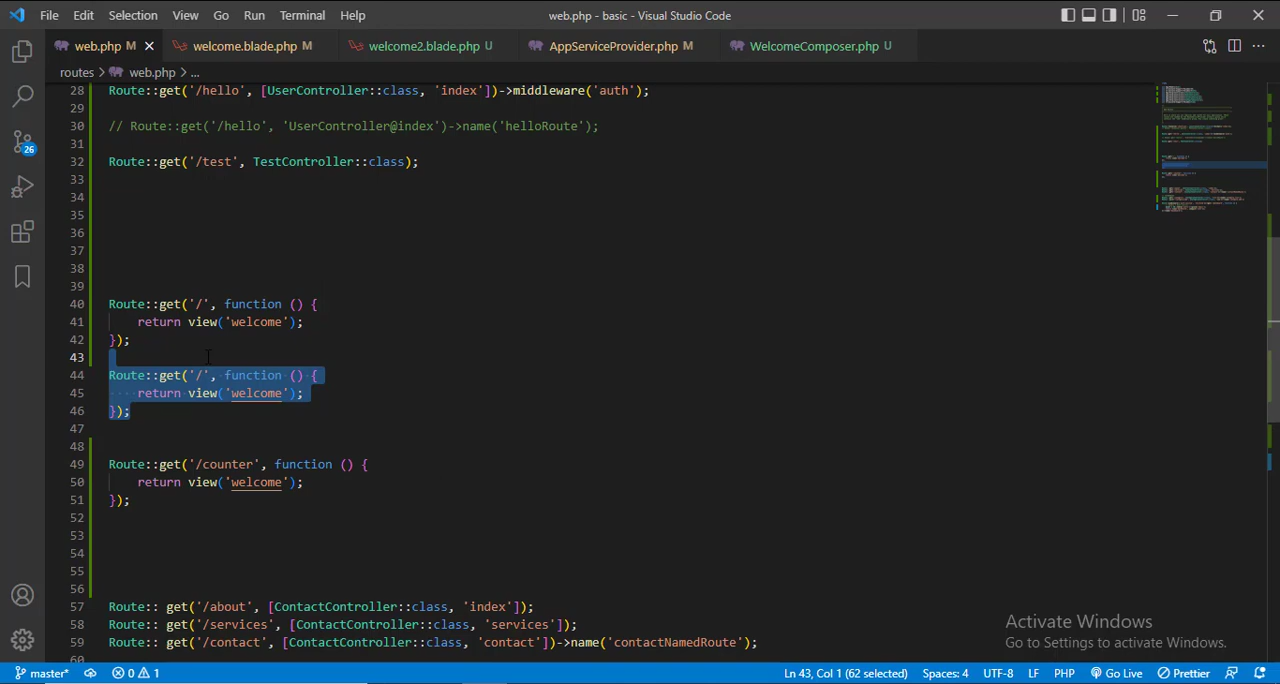 File Edit Selection View Go Run Terminal Help web.php - basic - Visual Studio Code
web.php M welcome.blade.php M welcome2.blade.php U AppServiceProvider.php M WelcomeComposer.php U
routes > web.php > ...
28 Route::get('/hello', [UserController::class, 'index'])->middleware('auth');
29
30 // Route::get('/hello', 'UserController@index')->name('helloRoute');
31
32 Route::get('/test', TestController::class);
33
34
35
36
37
38
39
40 Route::get('/', function () {
41 return view('welcome');
42 });
43
44 Route::get('/', function () {
45 return view('welcome');
46 });
47
48
49 Route::get('/counter', function () {
50 return view('welcome');
51 });
52
53
54
55
56
57 Route:: get('/about', [ContactController::class, 'index']);
58 Route:: get('/services', [ContactController::class, 'services']);
59 Route:: get('/contact', [ContactController::class, 'contact'])->name('contactNamedRoute');
60
26
Activate Windows
Go to Settings to activate Windows.
master* 0 1 Ln 43, Col 1 (62 selected) Spaces: 4 UTF-8 LF PHP Go Live Prettier